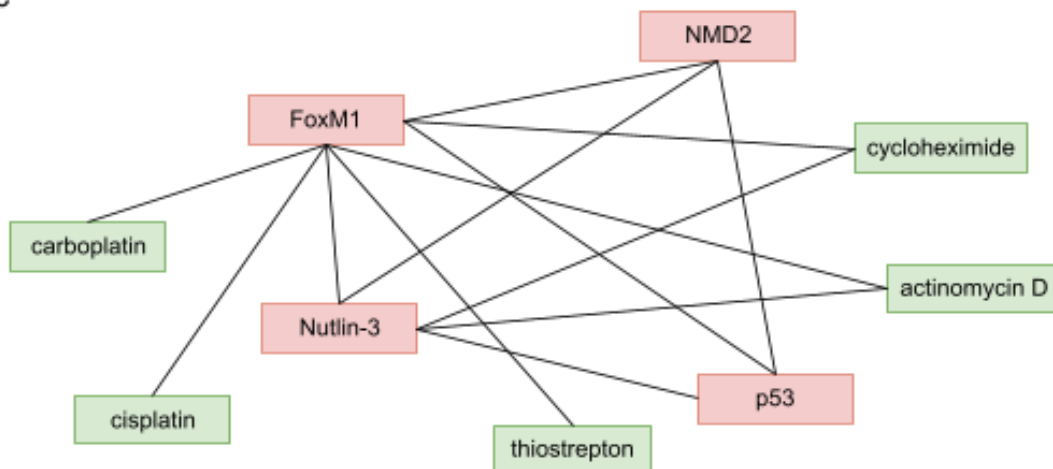 NMD2
FoxM1
cycloheximide
carboplatin
actinomycin D
Nutlin-3
p53
cisplatin
thiostrepton